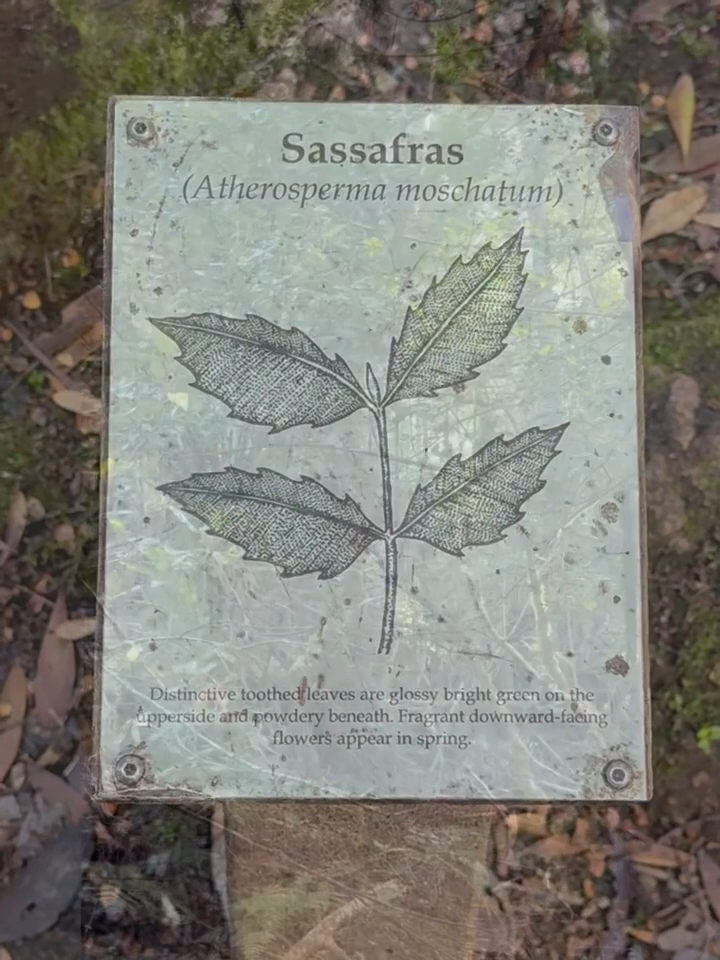 Sassafras
(Atherosperma moschatum)
Distinctive toothed leaves are glossy bright green on the
upperside and powdery beneath. Fragrant downward-facing
flowers appear in spring.